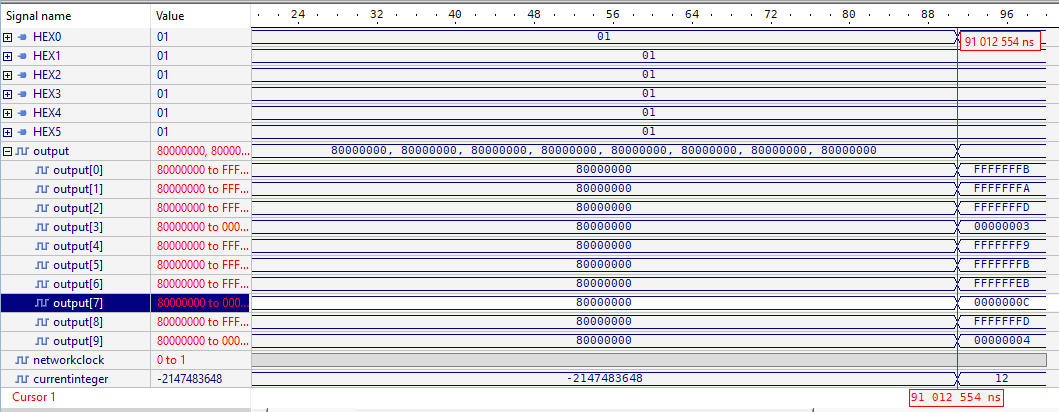 Signal name Value 24 32 40 48 56 64 72 80 88 96
HEX0 01 01 91 012 554 ns
HEX1 01 01
HEX2 01 01
HEX3 01 01
HEX4 01 01
HEX5 01 01
output 80000000, 80000... 80000000, 80000000, 80000000, 80000000, 80000000, 80000000, 80000000, 80000000
output[0] 80000000 to FFF... 80000000 FFFFFFFB
output[1] 80000000 to FFF... 80000000 FFFFFFFA
output[2] 80000000 to FFF... 80000000 FFFFFFFD
output[3] 80000000 to 000... 80000000 00000003
output[4] 80000000 to FFF... 80000000 FFFFFFF9
output[5] 80000000 to FFF... 80000000 FFFFFFFB
output[6] 80000000 to FFF... 80000000 FFFFFFEB
output[7] 80000000 to 000... 80000000 0000000C
output[8] 80000000 to FFF... 80000000 FFFFFFFD
output[9] 80000000 to 000... 80000000 00000004
networkclock 0 to 1
currentinteger -2147483648 -2147483648 12
Cursor 1 91 012 554 ns